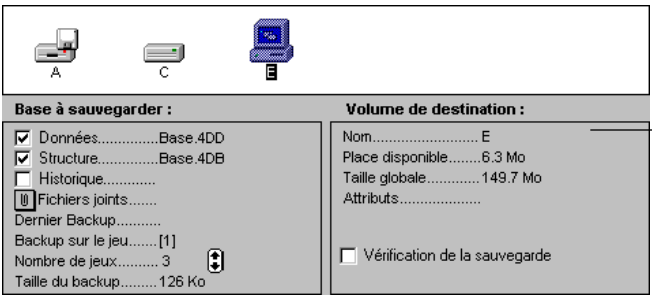 A
C
E
Base à sauvegarder :
Données..............Base.4DD
Structure.............Base.4DB
Historique.............
Fichiers joints.......
Dernier Backup...........
Backup sur le jeu.......[1]
Nombre de jeux.......... 3
Taille du backup.........126 Ko
Volume de destination :
Nom....................... E
Place disponible........6.3 Mo
Taille globale.............149.7 Mo
Attributs....................
Vérification de la sauvegarde